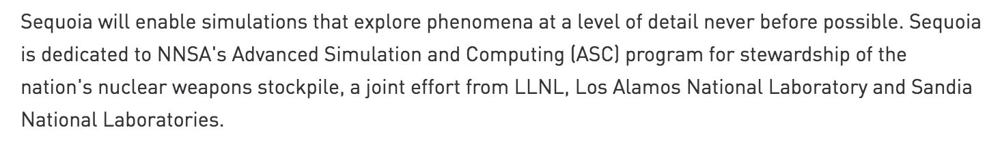 Sequoia will enable simulations that explore phenomena at a level of detail never before possible. Sequoia
is dedicated to NNSA's Advanced Simulation and Computing (ASC) program for stewardship of the
nation's nuclear weapons stockpile, a joint effort from LLNL, Los Alamos National Laboratory and Sandia
National Laboratories.